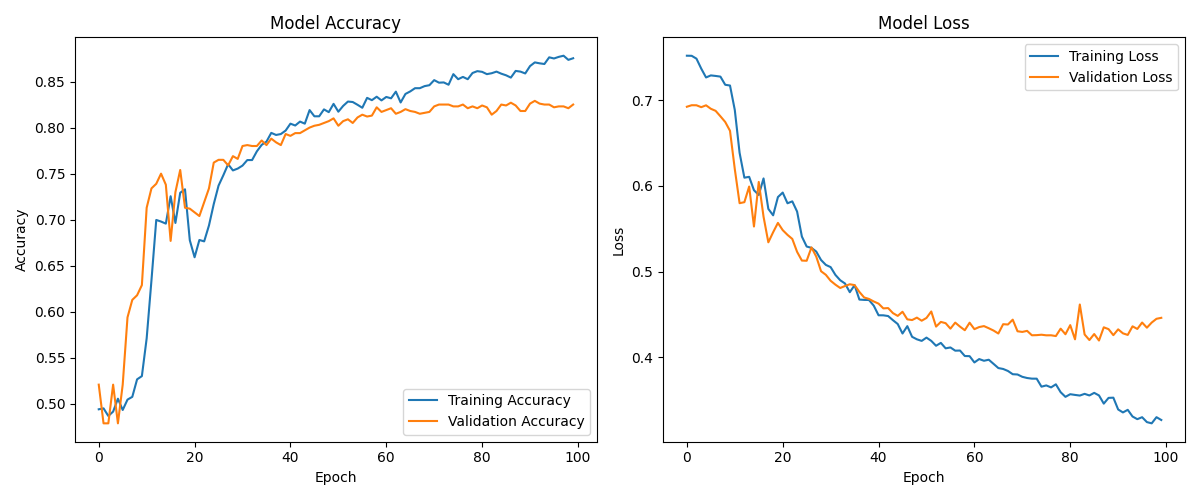 Model Accuracy
0.85
0.80
0.75
0.70
0.65
0.60
0.55
0.50
Accuracy
0
20
40
60
80
100
Epoch
Training Accuracy
Validation Accuracy
Model Loss
0.7
0.6
0.5
0.4
Loss
0
20
40
60
80
100
Epoch
Training Loss
Validation Loss